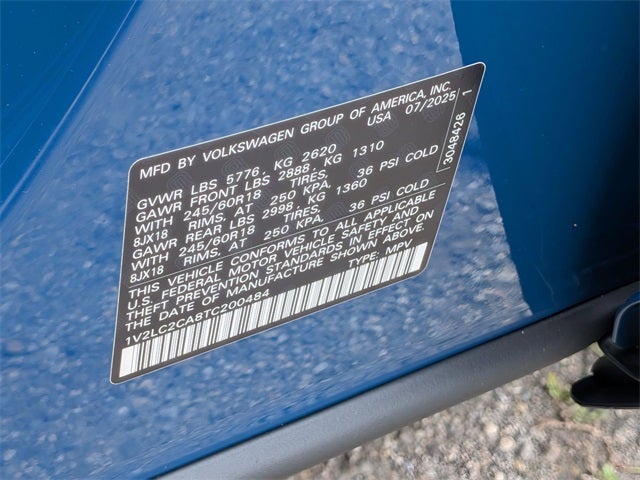 MFD BY VOLKSWAGEN GROUP OF AMERICA, INC.
USA 07/2025
GVWR LBS 5776, KG 2620
GAWR FRONT LBS 2888, KG 1310
WITH 245/60R18 TIRES,
8JX18 RIMS. AT 250 KPA, 36 PSI COLD
GAWR REAR LBS 2998, KG 1360
WITH 245/60R18 TIRES,
8JX18 RIMS. AT 250 KPA, 36 PSI COLD
THIS VEHICLE CONFORMS TO ALL APPLICABLE
U.S. FEDERAL MOTOR VEHICLE SAFETY AND
THEFT PREVENTION STANDARDS IN EFFECT ON
THE DATE OF MANUFACTURE SHOWN ABOVE.
1V2LC2CA8TC200484 TYPE: MPV
3048428 1